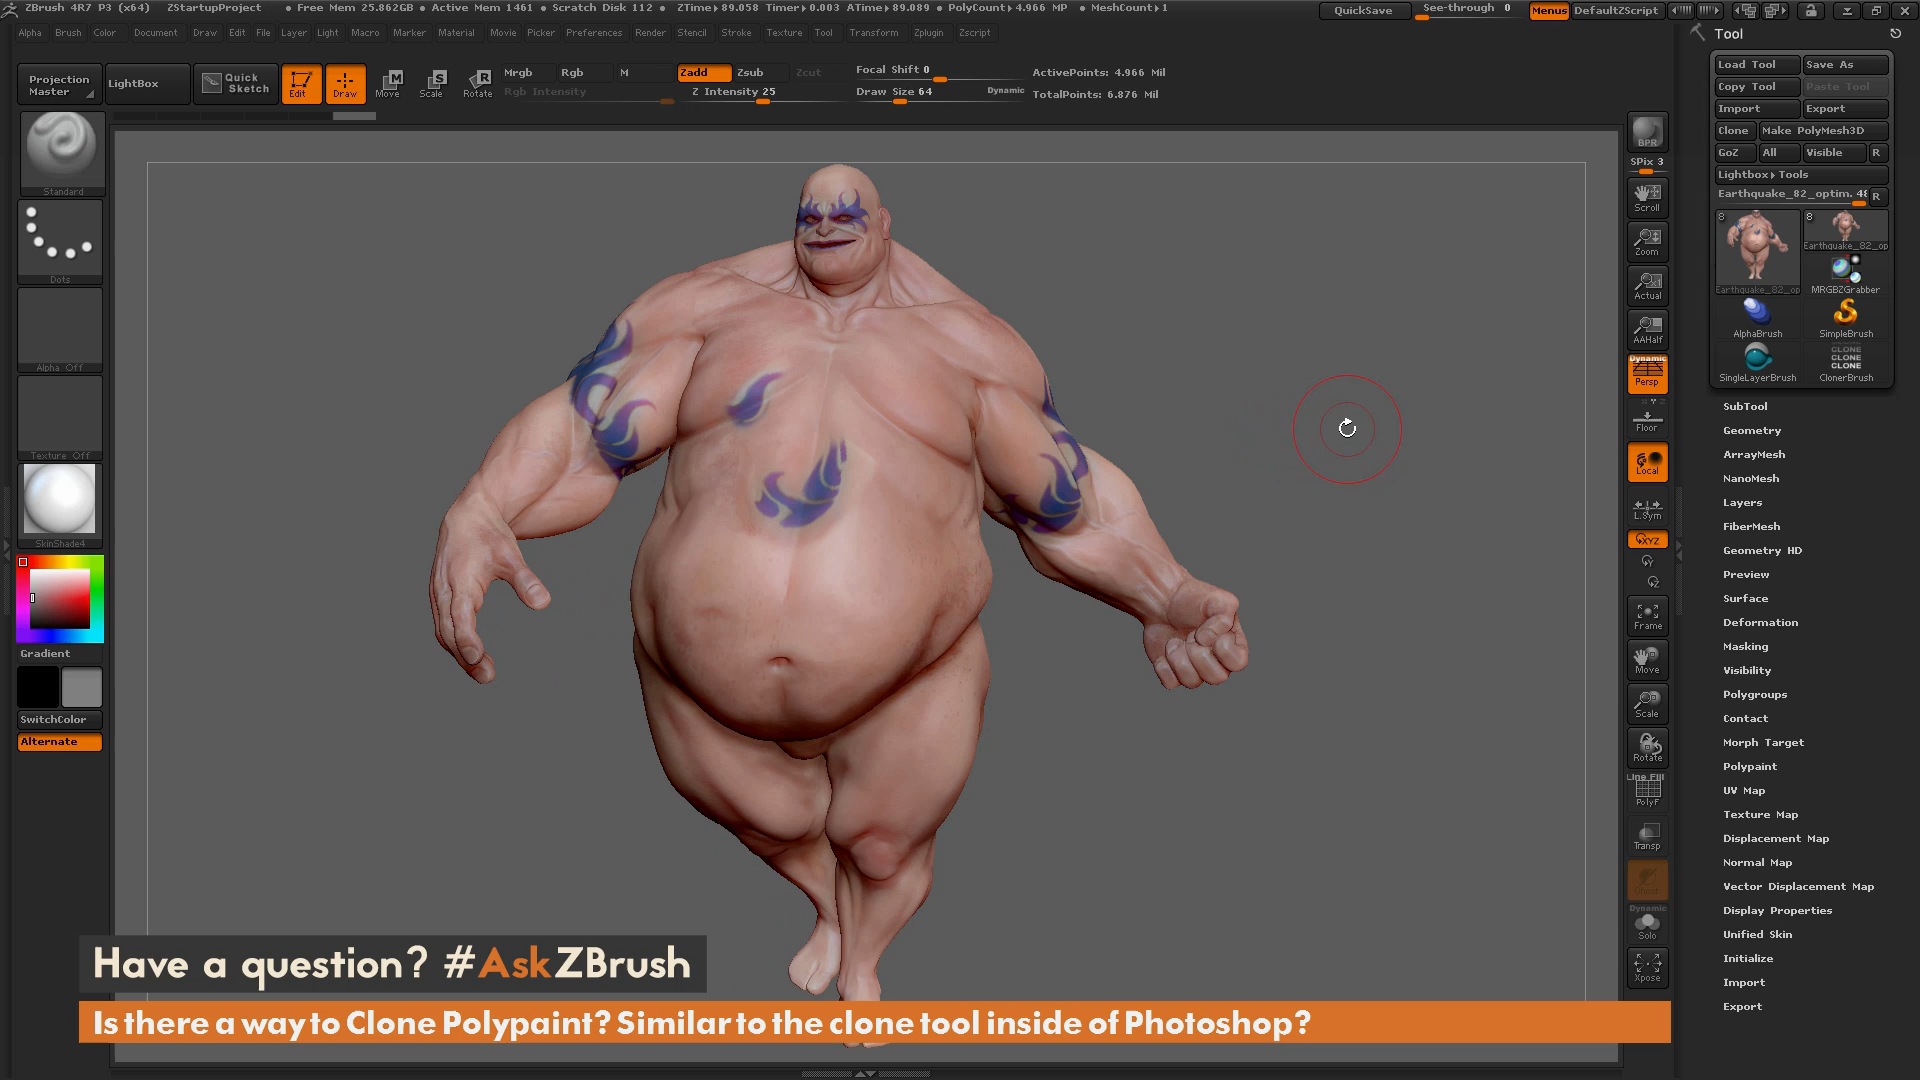 ZBrush 4R7 P3 (x64) ZStartupProject • Free Mem 25.862GB • Active Mem 1461 • Scratch Disk 112 • ZTime▸89.058 Timer▸0.003 ATime▸89.089 • PolyCount▸4.966 MP • MeshCount▸1
QuickSave See-through 0 Menus DefaultZScript
Alpha Brush Color Document Draw Edit File Layer Light Macro Marker Material Movie Picker Preferences Render Stencil Stroke Texture Tool Transform Zplugin Zscript
Projection Master
LightBox
Quick Sketch
Edit
Draw
Move
Scale
Rotate
Mrgb Rgb M
Rgb Intensity
Zadd Zsub Zcut
Z Intensity 25
Focal Shift 0
Draw Size 64
Dynamic
ActivePoints: 4.966 Mil
TotalPoints: 6.876 Mil
Standard
Dots
Alpha Off
Texture Off
SkinShade4
Gradient
SwitchColor
Alternate
BPR
SPix 3
Scroll
Zoom
Actual
AAHalf
Dynamic
Persp
Floor
Local
L.Sym
XYZ
Y
Z
Frame
Move
Scale
Rotate
Line Fill
PolyF
Transp
Ghost
Dynamic
Solo
Xpose
Tool
Load Tool Save As
Copy Tool Paste Tool
Import Export
Clone Make PolyMesh3D
GoZ All Visible R
Lightbox▸Tools
Earthquake_82_optim. 48 R
8 8
Earthquake_82_op
Earthquake_82_op
MRGBZGrabber
AlphaBrush SimpleBrush
CLONE
CLONE
CLONE
SingleLayerBrush ClonerBrush
SubTool
Geometry
ArrayMesh
NanoMesh
Layers
FiberMesh
Geometry HD
Preview
Surface
Deformation
Masking
Visibility
Polygroups
Contact
Morph Target
Polypaint
UV Map
Texture Map
Displacement Map
Normal Map
Vector Displacement Map
Display Properties
Unified Skin
Initialize
Import
Export
Have a question? #AskZBrush
Is there a way to Clone Polypaint? Similar to the clone tool inside of Photoshop?